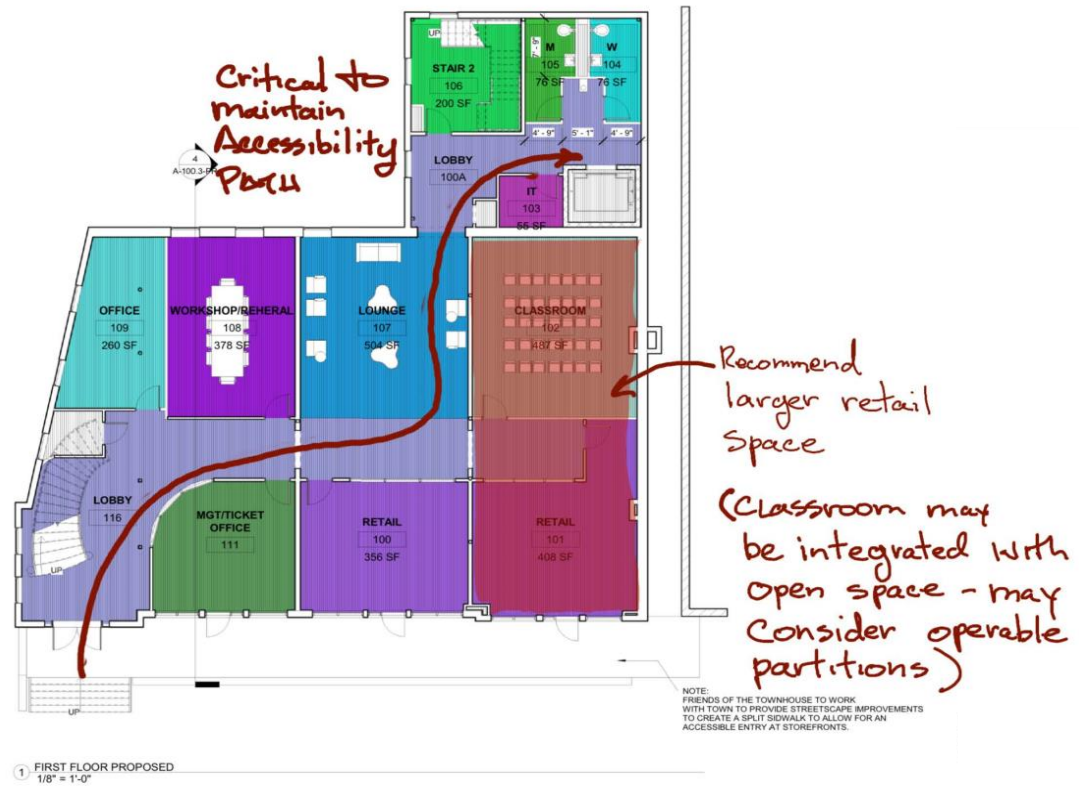 UP
STAIR 2
106
200 SF
M
105
76 SF
7' - 9"
W
104
76 SF
4' - 9"
5' - 1"
4' - 9"
Critical to
maintain
Accessibility
Path
4
LOBBY
100A
IT
103
55 SF
OFFICE
109
260 SF
WORKSHOP/REHERAL
108
378 SF
LOUNGE
107
504 SF
CLASSROOM
102
487 SF
Recommend
larger retail
Space
(Classroom may
be integrated with
open space - may
consider operable
partitions)
LOBBY
116
UP
MGT/TICKET
OFFICE
111
RETAIL
100
356 SF
RETAIL
101
408 SF
UP
NOTE:
FRIENDS OF THE TOWNHOUSE TO WORK
WITH TOWN TO PROVIDE STREETSCAPE IMPROVEMENTS
TO CREATE A SPLIT SIDWALK TO ALLOW FOR AN
ACCESSIBLE ENTRY AT STOREFRONTS.
1 FIRST FLOOR PROPOSED
1/8" = 1'-0"